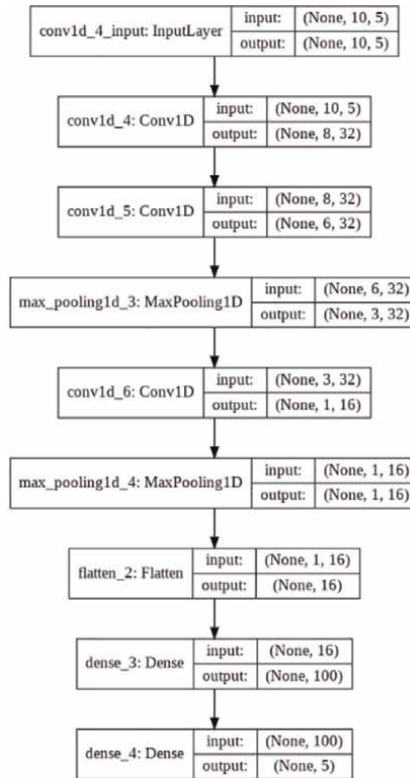 conv1d_4_input: InputLayer
input: (None, 10, 5)
output: (None, 10, 5)
conv1d_4: Conv1D
input: (None, 10, 5)
output: (None, 8, 32)
conv1d_5: Conv1D
input: (None, 8, 32)
output: (None, 6, 32)
max_pooling1d_3: MaxPooling1D
input: (None, 6, 32)
output: (None, 3, 32)
conv1d_6: Conv1D
input: (None, 3, 32)
output: (None, 1, 16)
max_pooling1d_4: MaxPooling1D
input: (None, 1, 16)
output: (None, 1, 16)
flatten_2: Flatten
input: (None, 1, 16)
output: (None, 16)
dense_3: Dense
input: (None, 16)
output: (None, 100)
dense_4: Dense
input: (None, 100)
output: (None, 5)